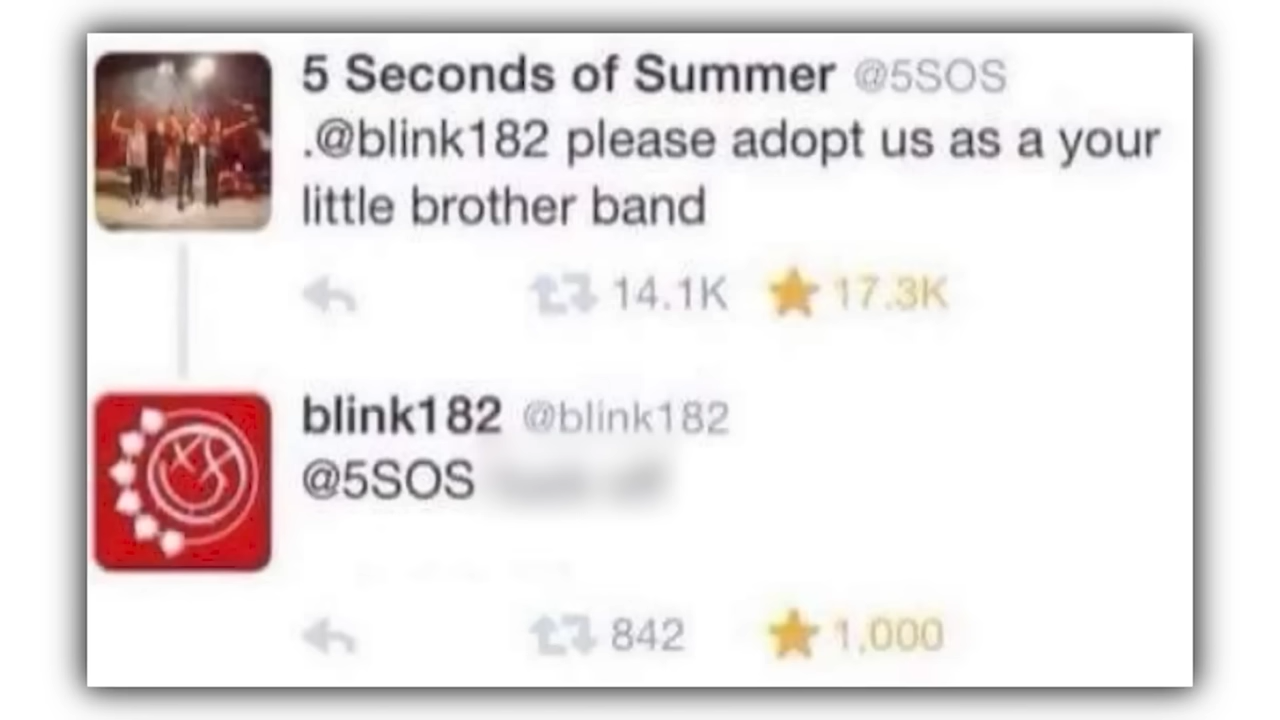 5 Seconds of Summer @5SOS
.@blink182 please adopt us as a your
little brother band
14.1K 17.3K
blink182 @blink182
@5SOS
842 1,000